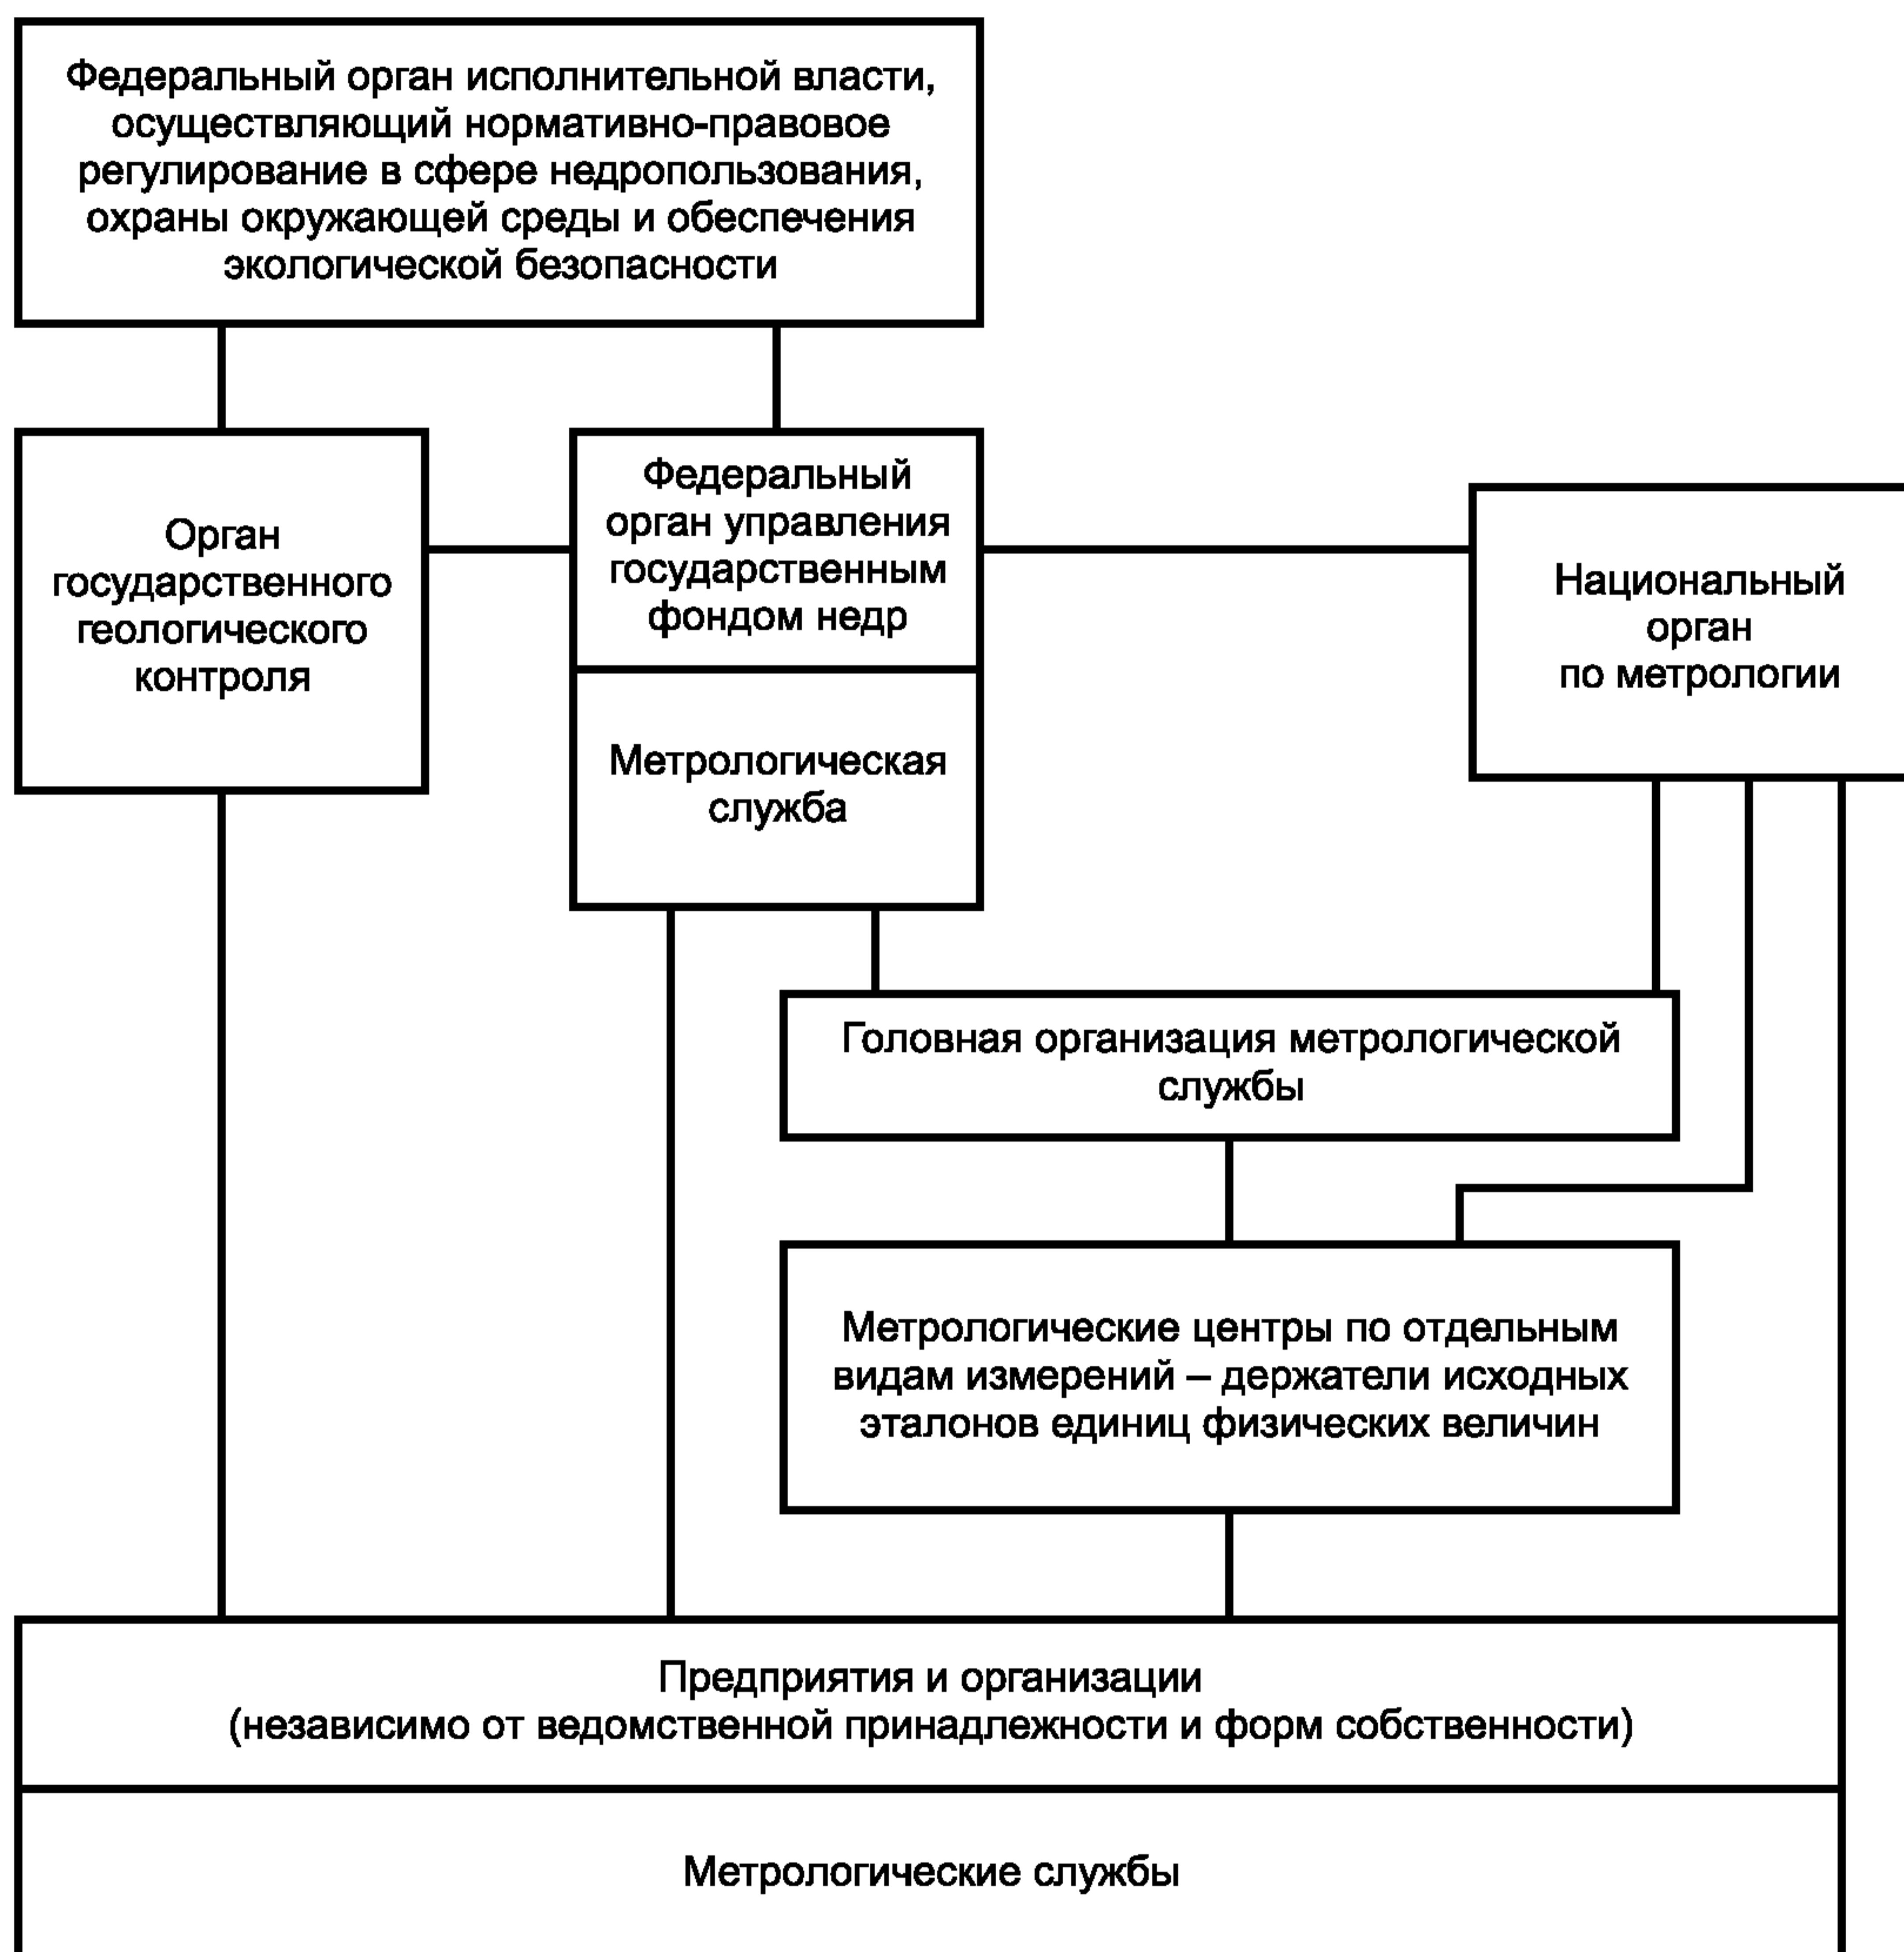 Федеральный орган исполнительной власти,
осуществляющий нормативно-правовое
регулирование в сфере недропользования,
охраны окружающей среды и обеспечения
экологической безопасности
Орган
государственного
геологического
контроля
Федеральный
орган управления
государственным
фондом недр
Метрологическая
служба
Национальный
орган
по метрологии
Головная организация метрологической
службы
Метрологические центры по отдельным
видам измерений – держатели исходных
эталонов единиц физических величин
Предприятия и организации
(независимо от ведомственной принадлежности и форм собственности)
Метрологические службы